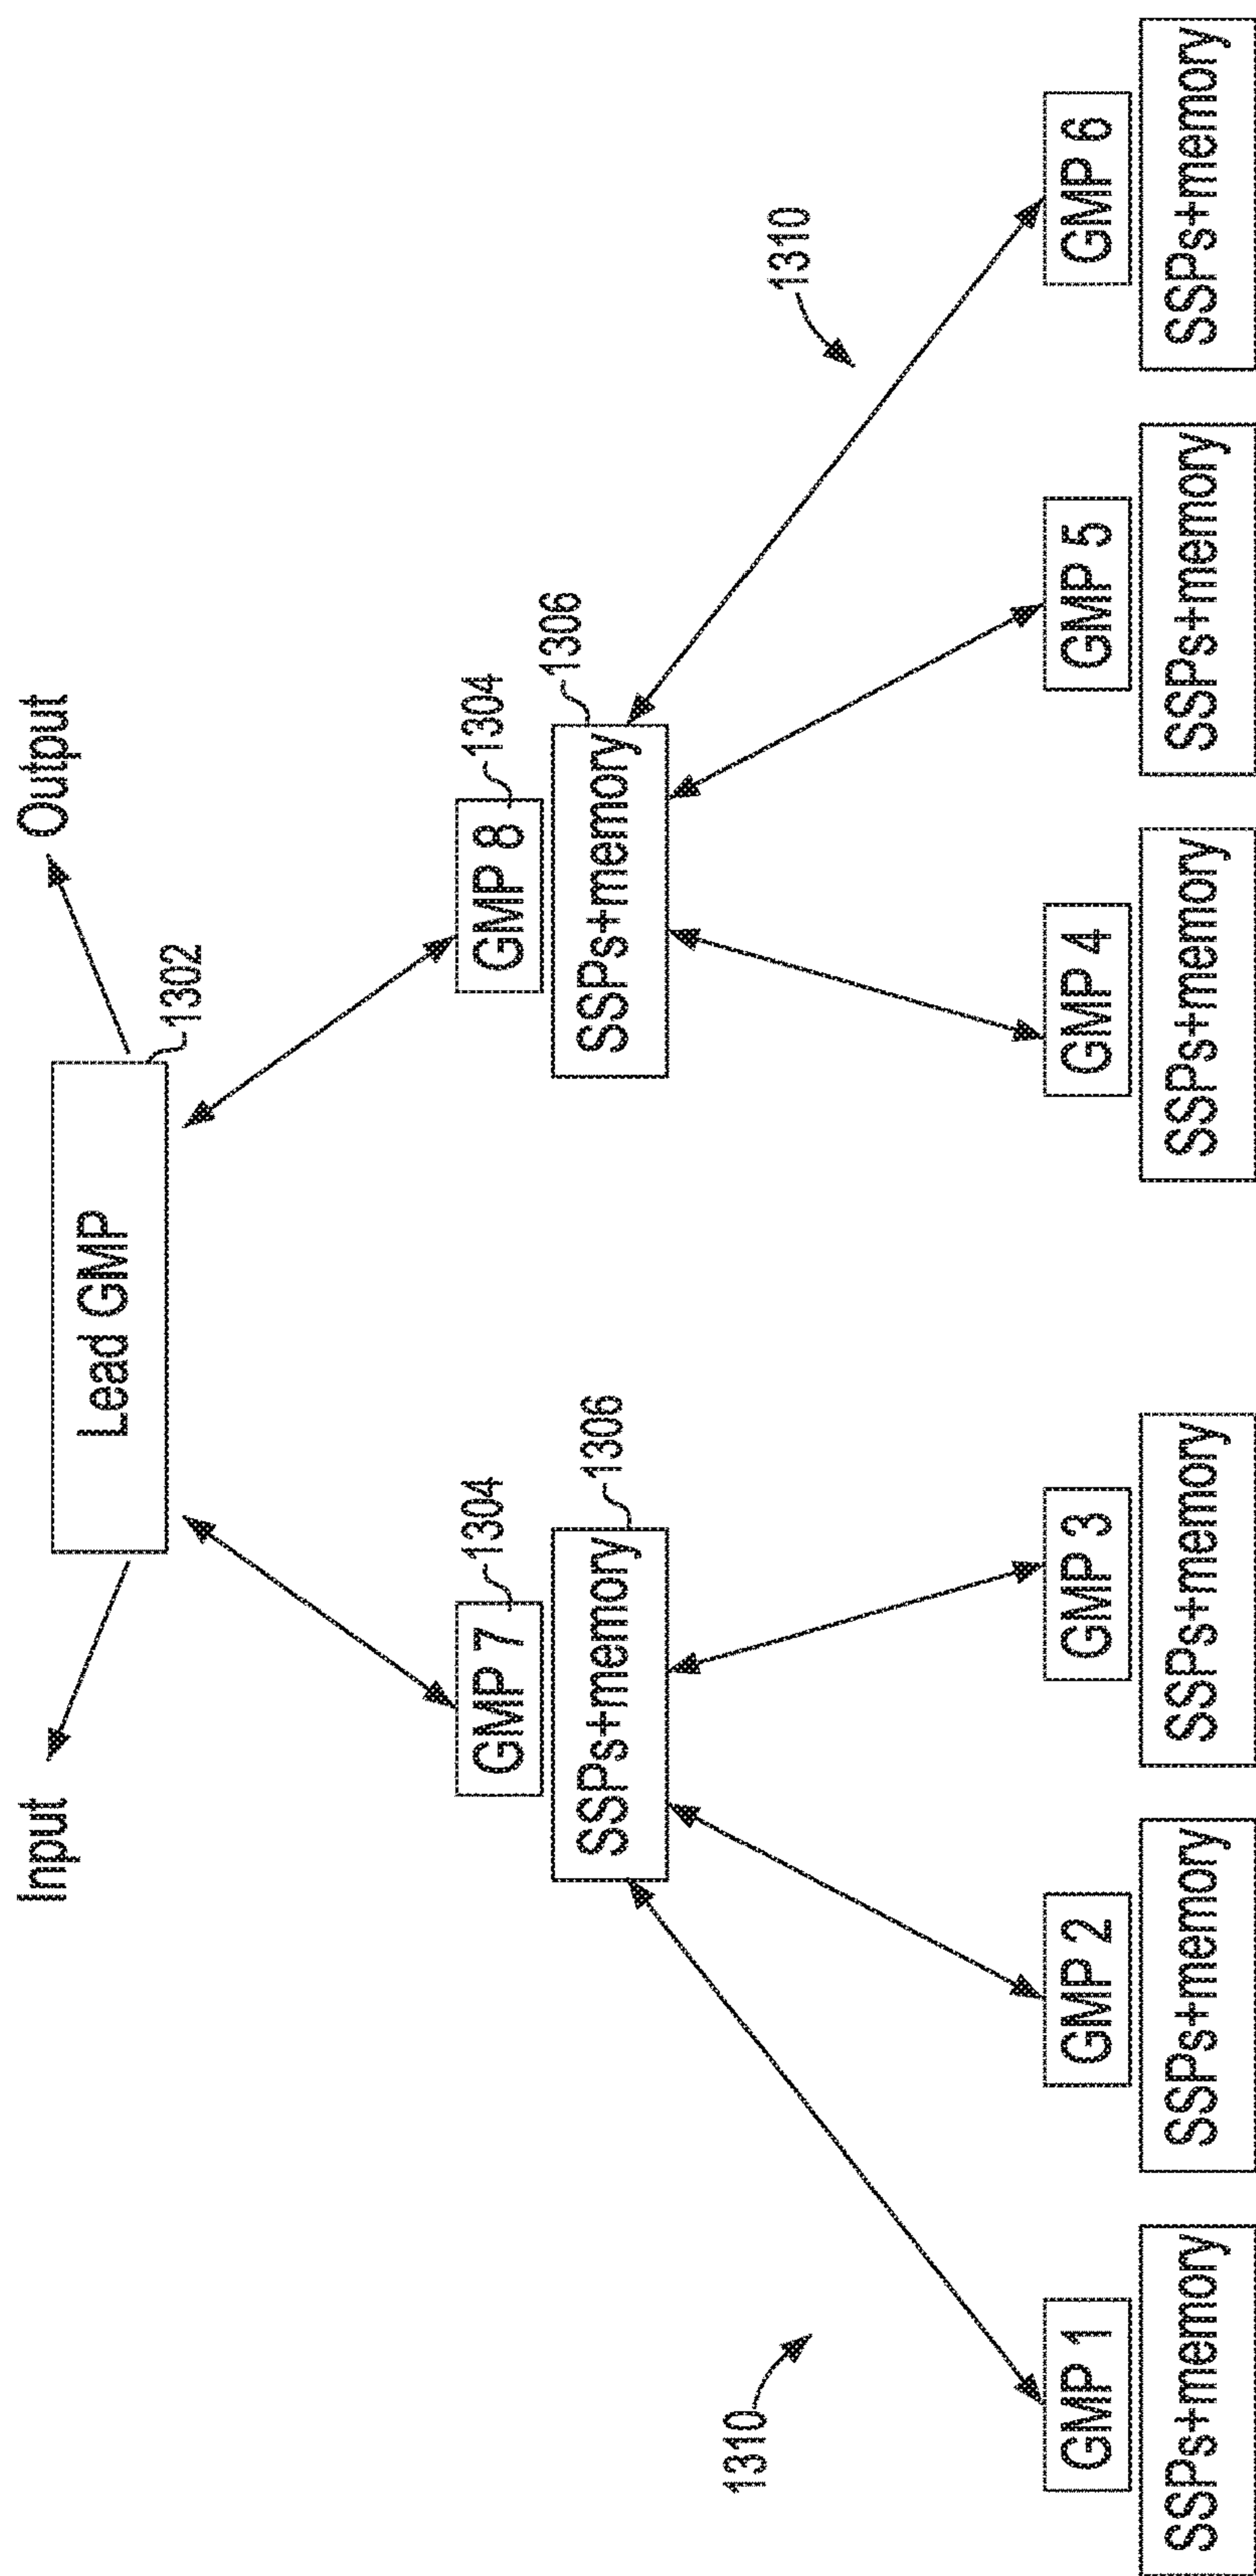 Input
Output
Lead GMP
1302
GMP 7
1304
SSPs+memory
1306
GMP 8
1304
SSPs+memory
1306
1310
1310
GMP 1
SSPs+memory
GMP 2
SSPs+memory
GMP 3
SSPs+memory
GMP 4
SSPs+memory
GMP 5
SSPs+memory
GMP 6
SSPs+memory